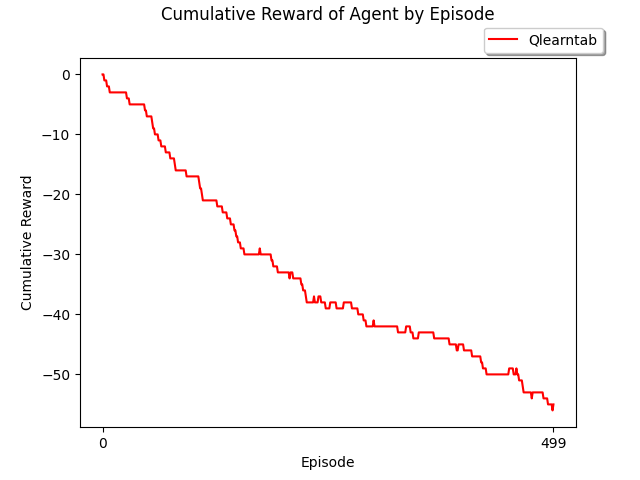 Cumulative Reward of Agent by Episode
Qlearntab
0
−10
−20
−30
−40
−50
Cumulative Reward
0
499
Episode